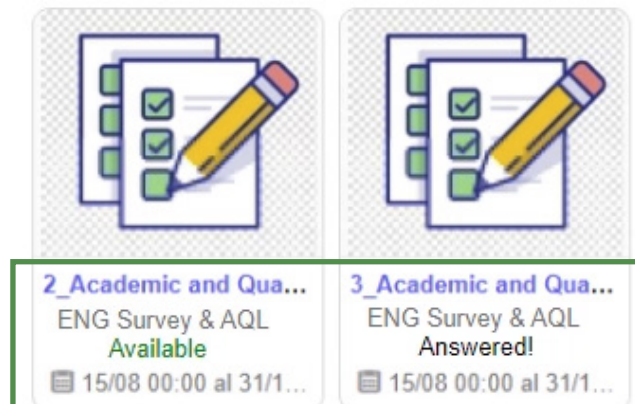 2_Academic and Qua...
ENG Survey & AQL
Available
15/08 00:00 al 31/1...
3_Academic and Qua...
ENG Survey & AQL
Answered!
15/08 00:00 al 31/1...